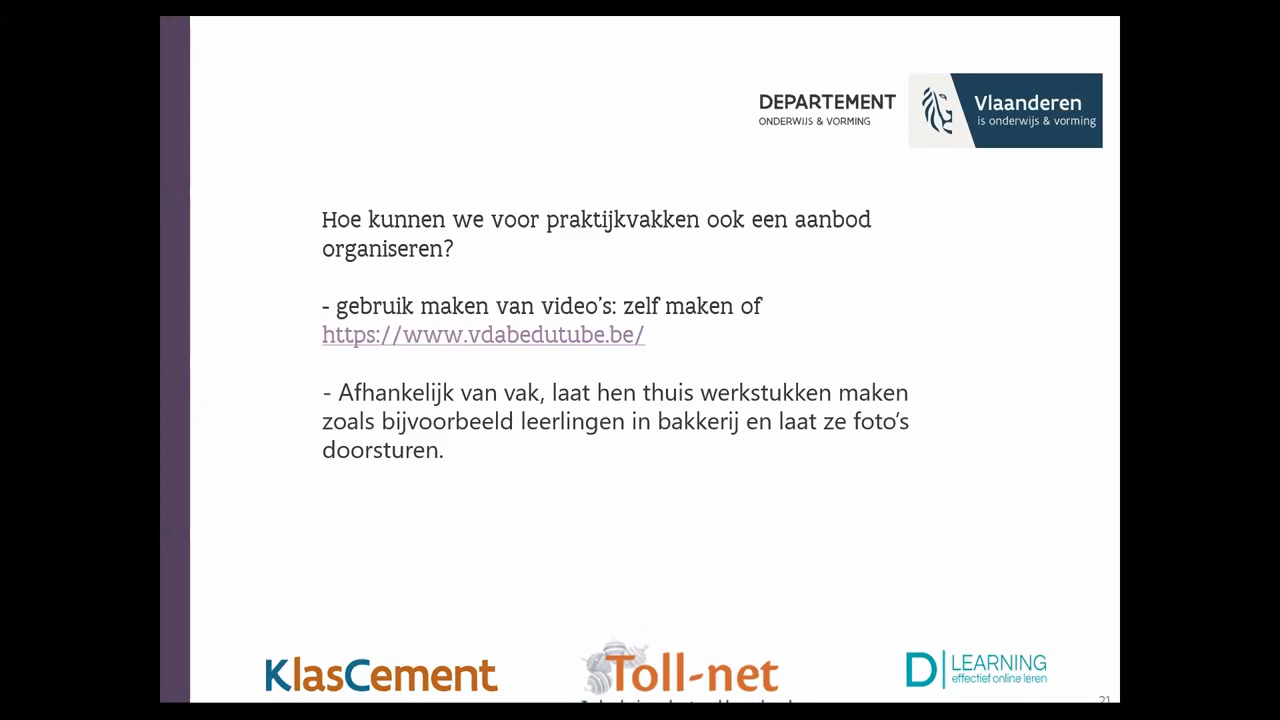 DEPARTEMENT
ONDERWIJS & VORMING
Vlaanderen
is onderwijs & vorming
Hoe kunnen we voor praktijkvakken ook een aanbod
organiseren?
- gebruik maken van video's: zelf maken of
https://www.vdabedutube.be/
- Afhankelijk van vak, laat hen thuis werkstukken maken
zoals bijvoorbeeld leerlingen in bakkerij en laat ze foto's
doorsturen.
KlasCement
Toll-net
D LEARNING
effectief online leren
21